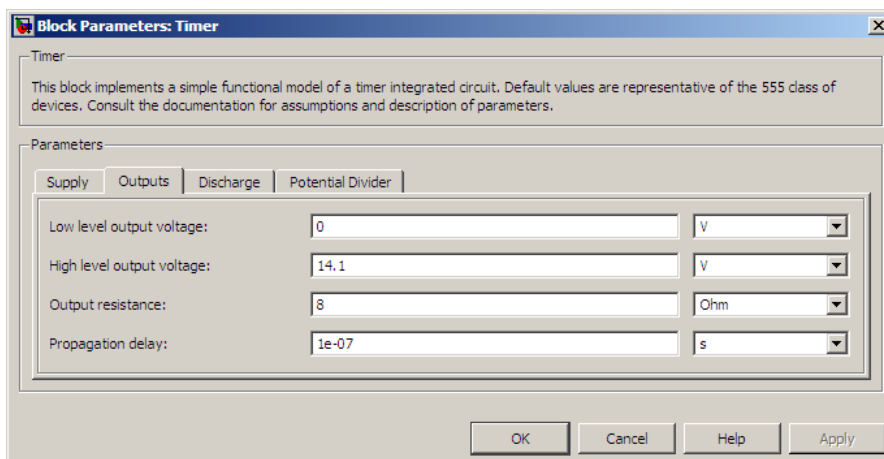 Block Parameters: Timer
Timer
This block implements a simple functional model of a timer integrated circuit. Default values are representative of the 555 class of
devices. Consult the documentation for assumptions and description of parameters.
Parameters
Supply Outputs Discharge Potential Divider
Low level output voltage: 0 V
High level output voltage: 14.1 V
Output resistance: 8 Ohm
Propagation delay: 1e-07 s
OK Cancel Help Apply